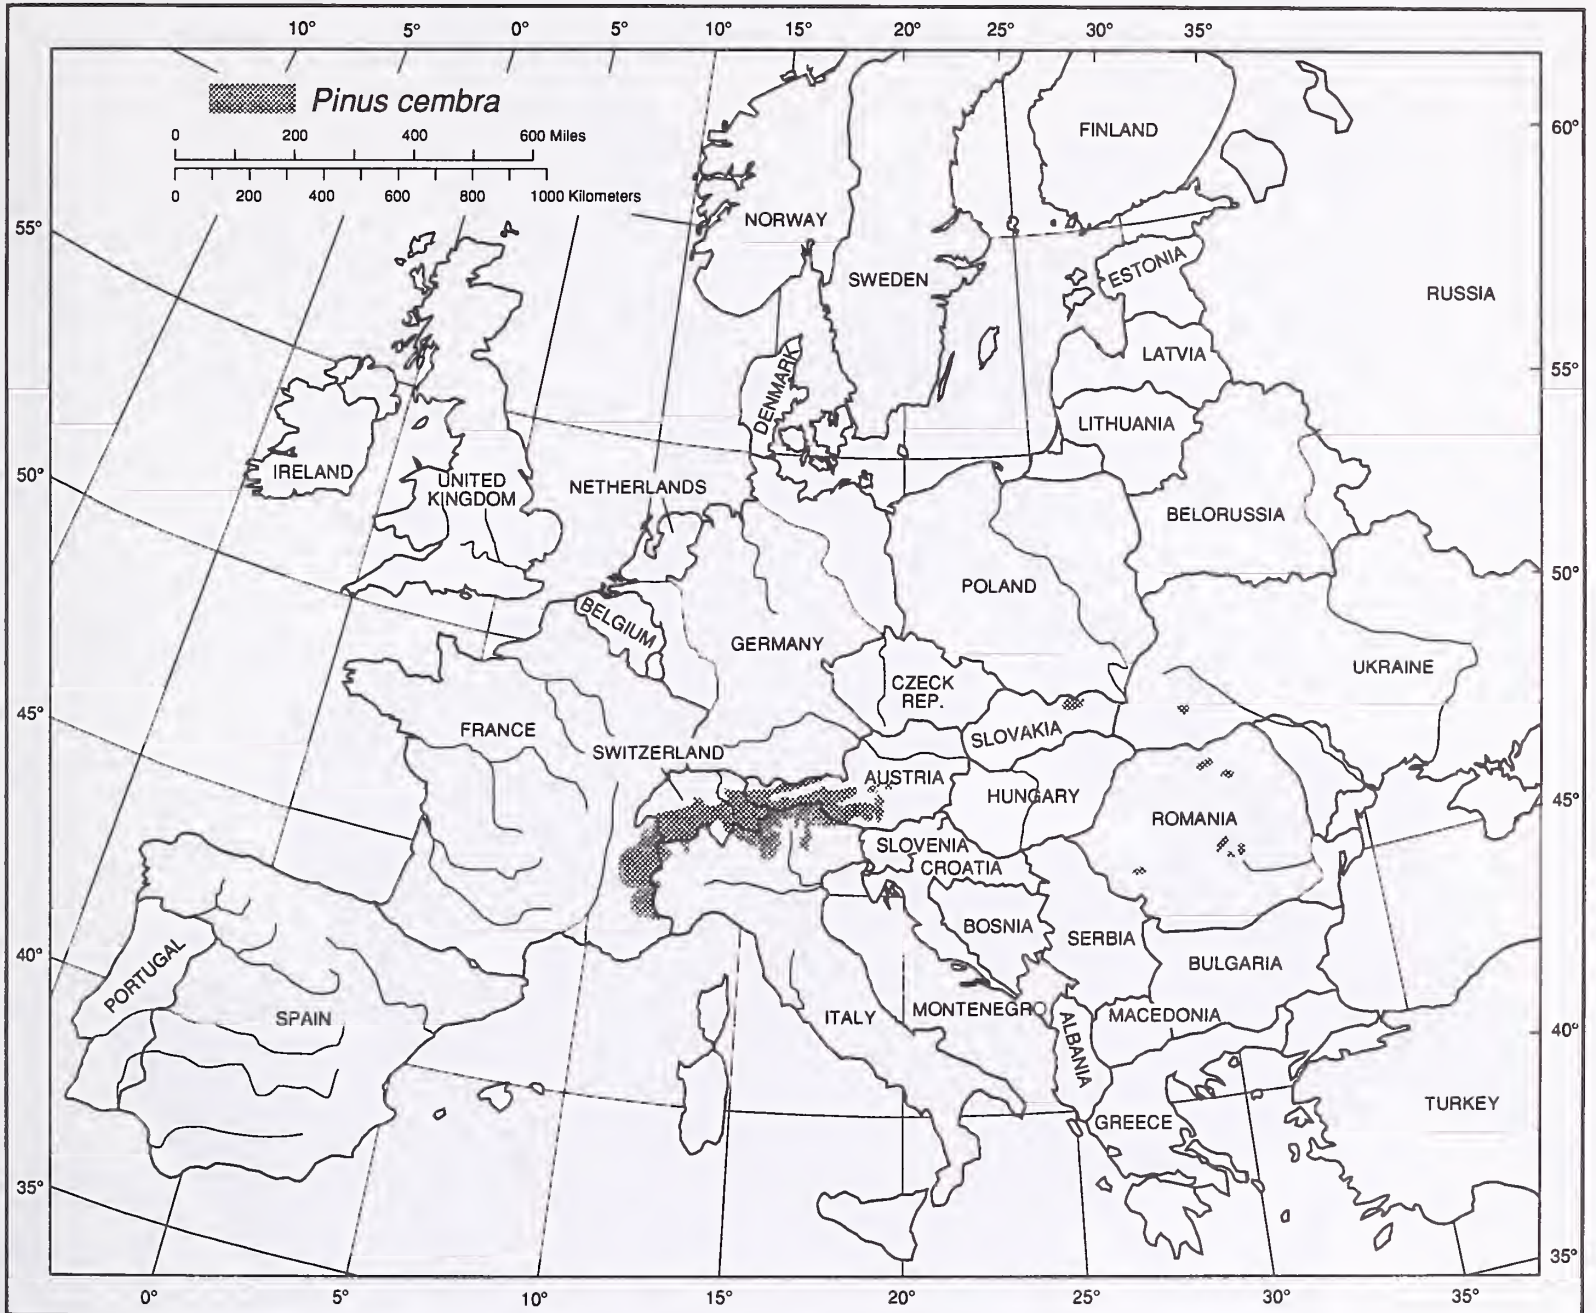 10° 5° 0° 5° 10° 15° 20° 25° 30° 35°
Pinus cembra
0 200 400 600 Miles
0 200 400 600 800 1000 Kilometers
FINLAND
60°
NORWAY
55°
SWEDEN
ESTONIA
RUSSIA
LATVIA
55°
DENMARK
LITHUANIA
IRELAND
UNITED
KINGDOM
NETHERLANDS
50°
BELORUSSIA
POLAND
50°
BELGIUM
GERMANY
UKRAINE
CZECK
REP.
45°
FRANCE
SLOVAKIA
SWITZERLAND
AUSTRIA
HUNGARY
45°
ROMANIA
SLOVENIA
CROATIA
BOSNIA
SERBIA
40°
PORTUGAL
BULGARIA
SPAIN
ITALY
MONTENEGRO
MACEDONIA
40°
ALBANIA
GREECE
TURKEY
35°
35°
0° 5° 10° 15° 20° 25° 30° 35°